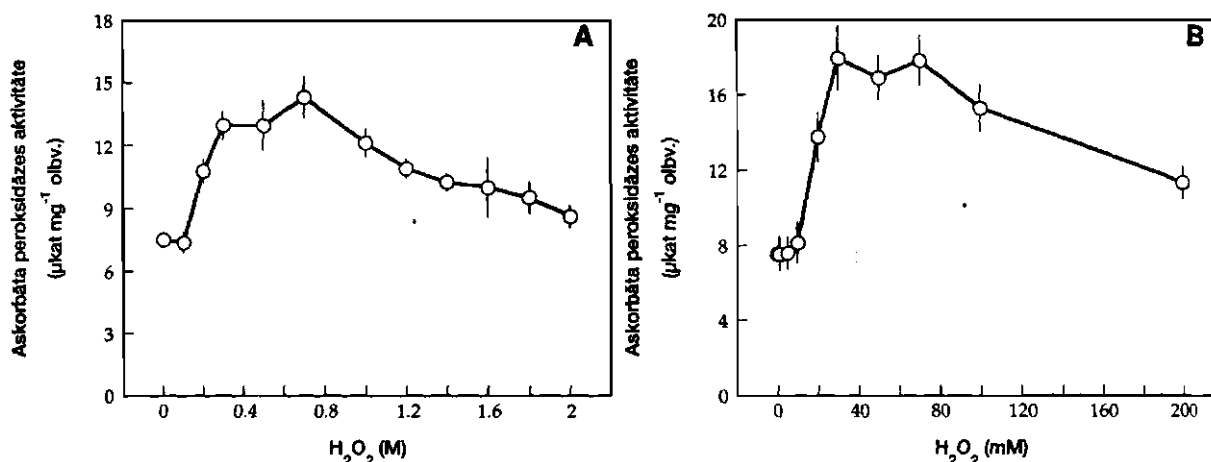 Askorbāta peroksidāzes aktivitāte
(µkat mg⁻¹ olbv.)
18
15
12
9
6
3
0
A
0 0.4 0.8 1.2 1.6 2
H₂O₂ (M)
Askorbāta peroksidāzes aktivitāte
(µkat mg⁻¹ olbv.)
20
16
12
8
4
0
B
0 40 80 120 160 200
H₂O₂ (mM)